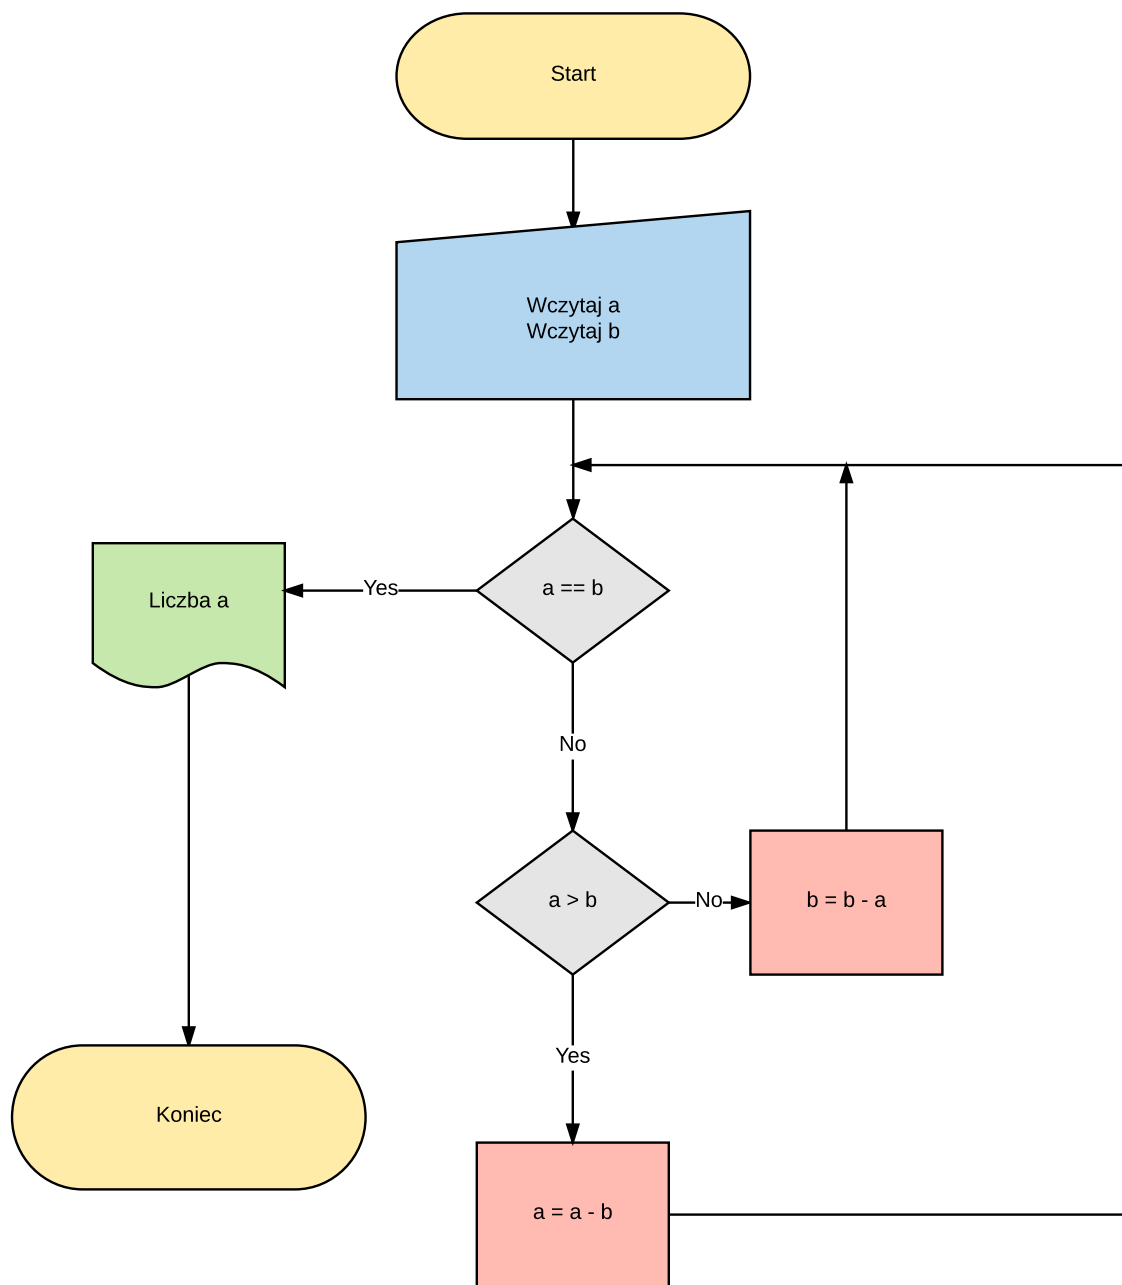 Start
Wczytaj a
Wczytaj b
a == b
Yes
Liczba a
No
a > b
No
b = b - a
Yes
Koniec
a = a - b